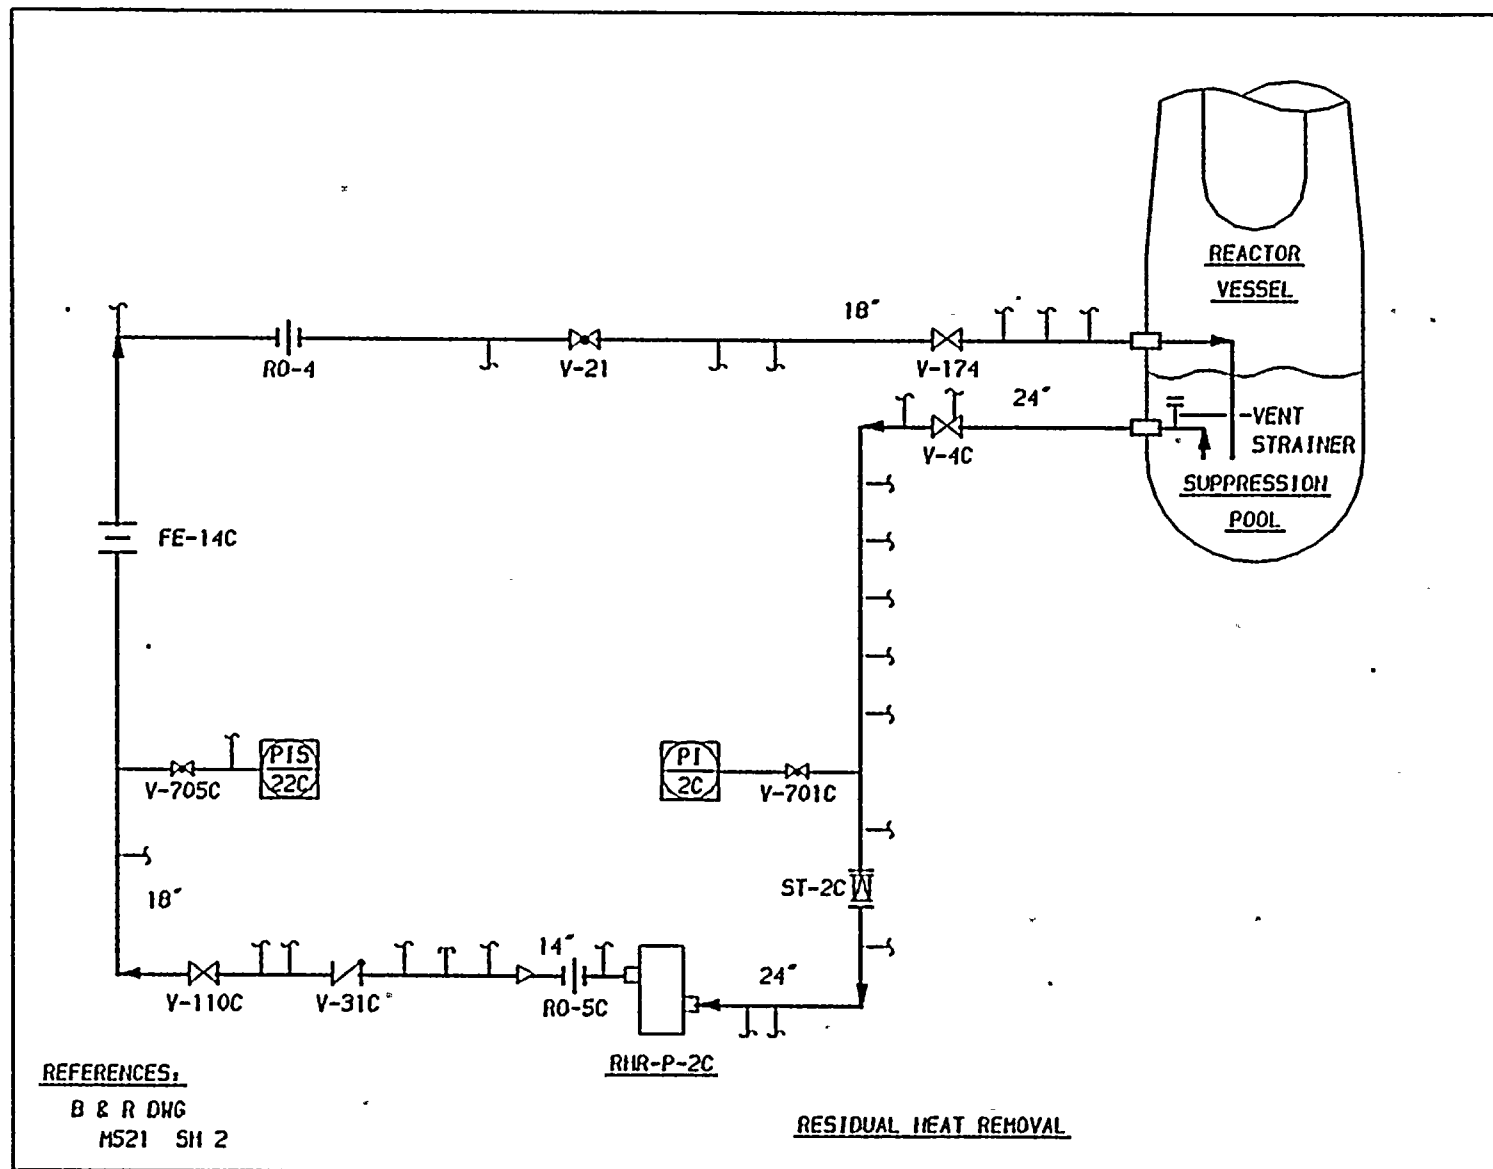 REACTOR
VESSEL
18"
RO-4
V-21
V-174
24"
V-4C
VENT
STRAINER
SUPPRESSION
POOL
FE-14C
PIS
22C
V-705C
PI
2C
V-701C
ST-2C
18"
14"
24"
V-110C
V-31C
RO-5C
RHR-P-2C
REFERENCES:
B & R DWG
M521 SH 2
RESIDUAL HEAT REMOVAL